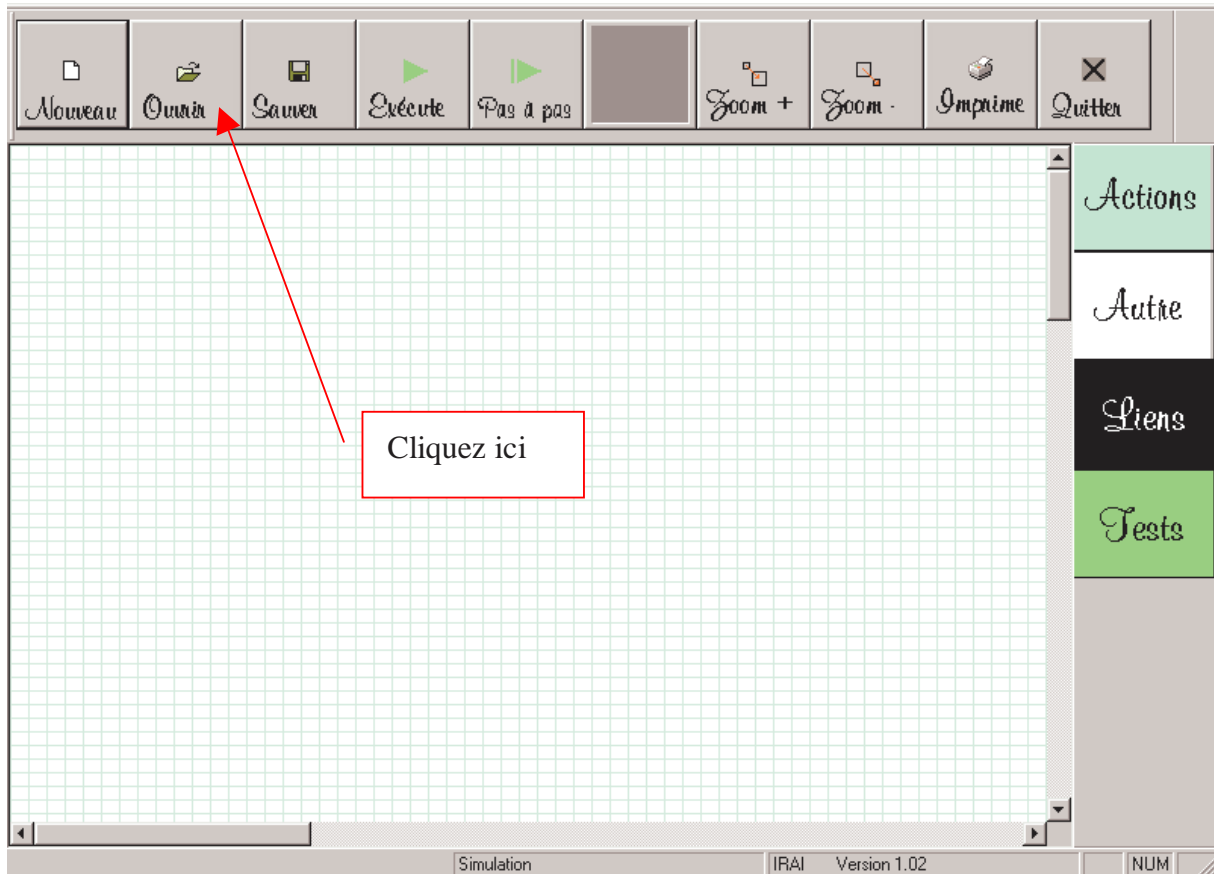 Nouveau Ouvrir Sauver Exécute Pas à pas Zoom + Zoom - Imprime Quitter
Actions
Autre
Liens
Cliquez ici
Tests
Simulation IRAI Version 1.02 NUM